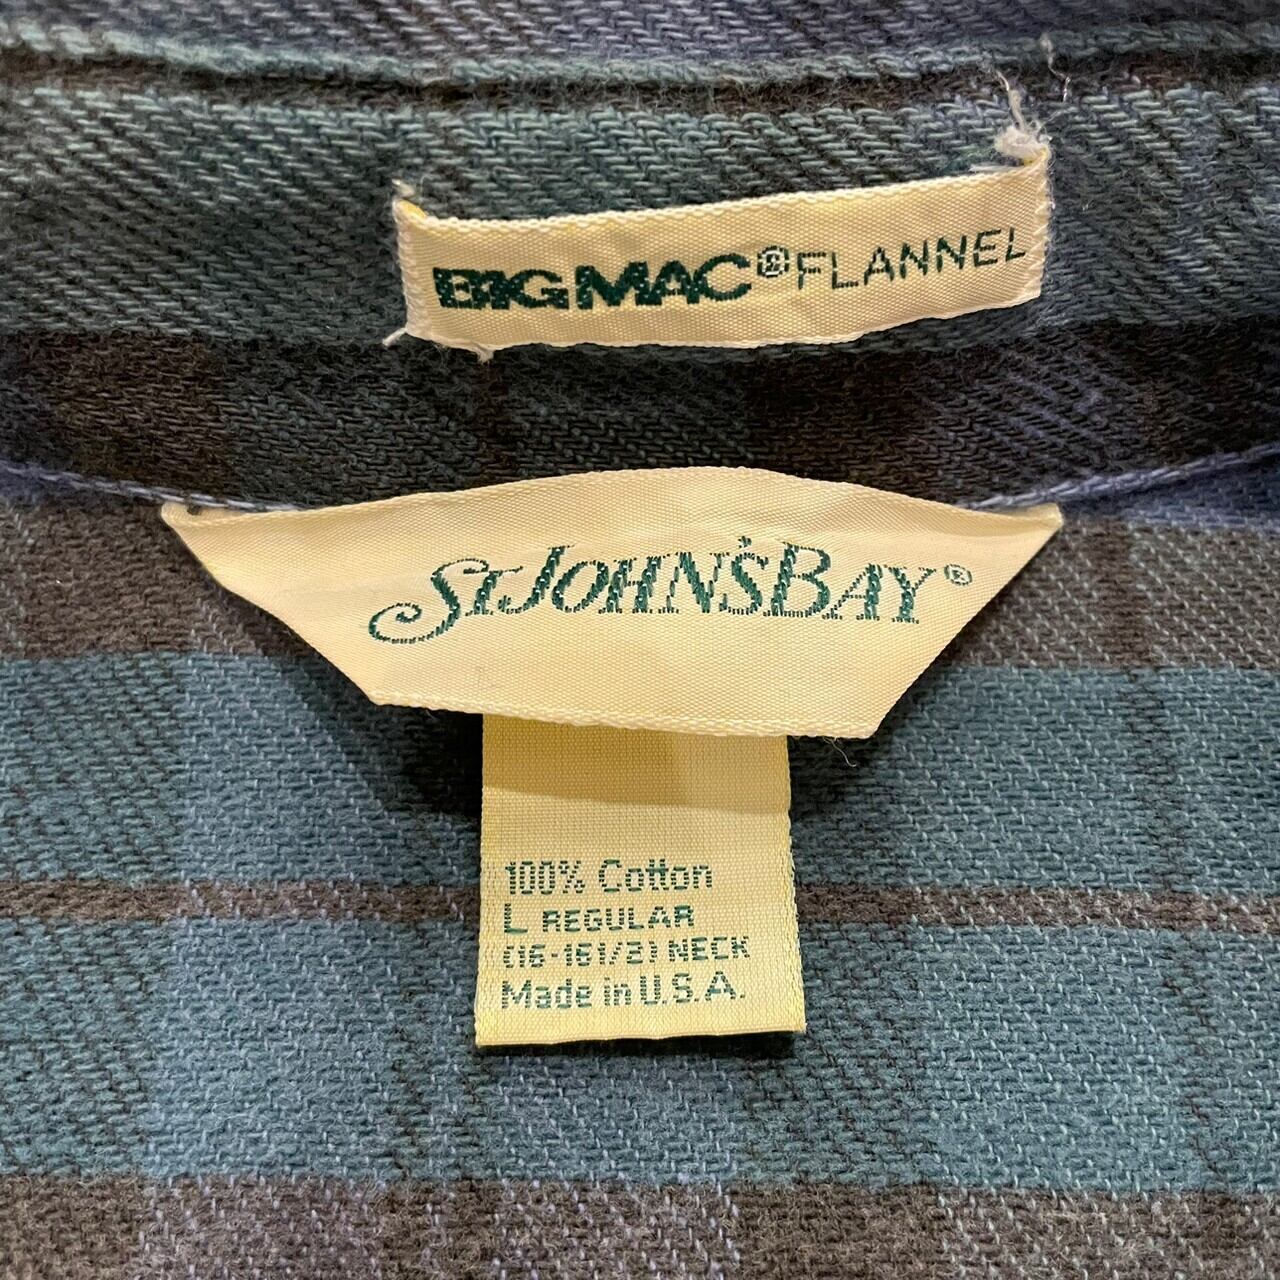 BIG MAC® FLANNEL
ST. JOHN'S BAY®
100% Cotton
L REGULAR
(16-161/2) NECK
Made in U.S.A.